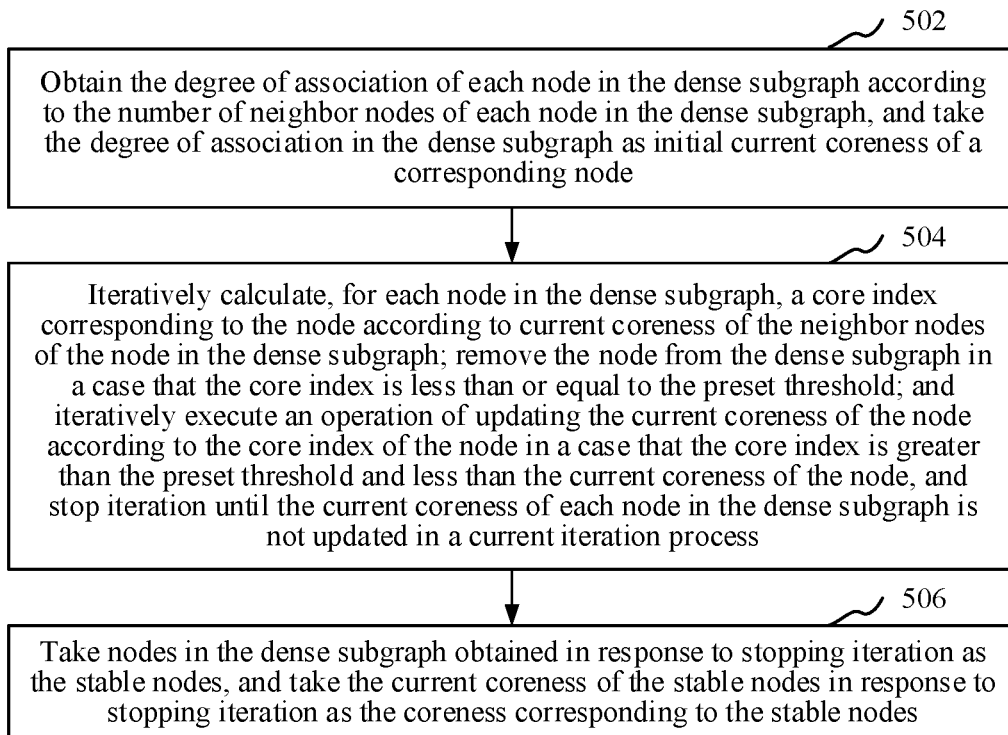 502
Obtain the degree of association of each node in the dense subgraph according
to the number of neighbor nodes of each node in the dense subgraph, and take
the degree of association in the dense subgraph as initial current coreness of a
corresponding node
504
Iteratively calculate, for each node in the dense subgraph, a core index
corresponding to the node according to current coreness of the neighbor nodes
of the node in the dense subgraph; remove the node from the dense subgraph in
a case that the core index is less than or equal to the preset threshold; and
iteratively execute an operation of updating the current coreness of the node
according to the core index of the node in a case that the core index is greater
than the preset threshold and less than the current coreness of the node, and
stop iteration until the current coreness of each node in the dense subgraph is
not updated in a current iteration process
506
Take nodes in the dense subgraph obtained in response to stopping iteration as
the stable nodes, and take the current coreness of the stable nodes in response to
stopping iteration as the coreness corresponding to the stable nodes